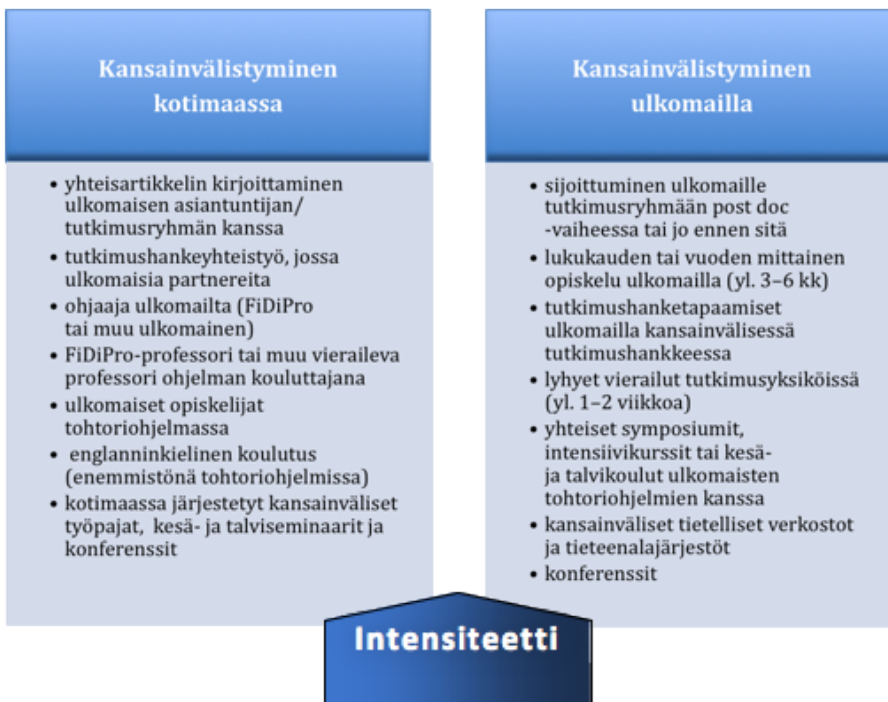 Kansainvälistyminen
kotimaassa
• yhteisartikkelin kirjoittaminen
ulkomaisen asiantuntijan/
tutkimusryhmän kanssa
• tutkimushankeyhteistyö, jossa
ulkomaisia partnereita
• ohjaaja ulkomailta (FiDiPro
tai muu ulkomainen)
• FiDiPro-professori tai muu vieraileva
professori ohjelman kouluttajana
• ulkomaiset opiskelijat
tohtoriohjelmassa
• englanninkielinen koulutus
(enemmistönä tohtoriohjelmissa)
• kotimaassa järjestetyt kansainväliset
työpajat, kesä- ja talviseminaarit ja
konferenssit
Kansainvälistyminen
ulkomailla
• sijoittuminen ulkomaille
tutkimusryhmään post doc
-vaiheessa tai jo ennen sitä
• lukukauden tai vuoden mittainen
opiskelu ulkomailla (yl. 3–6 kk)
• tutkimushanketapaamiset
ulkomailla kansainvälisessä
tutkimushankkeessa
• lyhyet vierailut tutkimusyksiköissä
(yl. 1–2 viikkoa)
• yhteiset symposiumit,
intensiivikurssit tai kesä-
ja talvikoulut ulkomaisten
tohtoriohjelmien kanssa
• kansainväliset tietelliset verkostot
ja tieteenalajärjestöt
• konferenssit
Intensiteetti